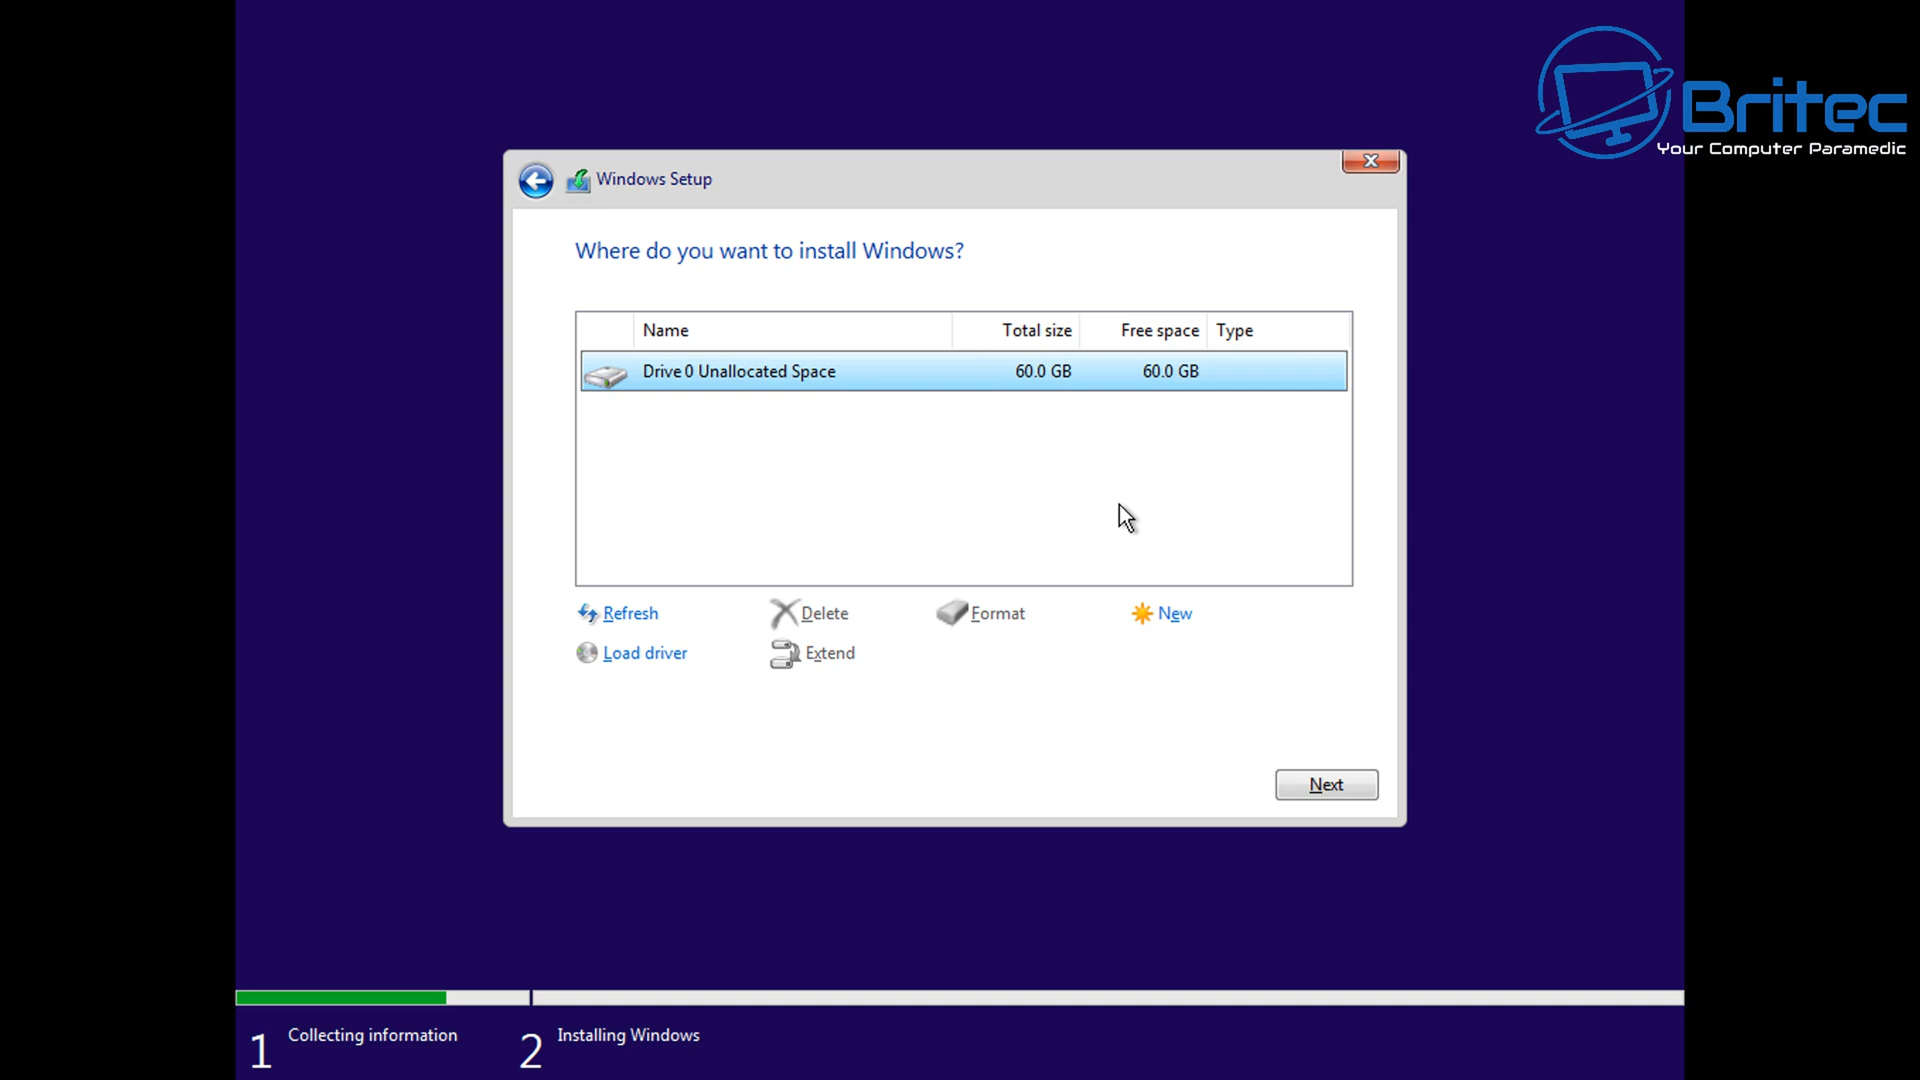 Britec
Your Computer Paramedic
Windows Setup
Where do you want to install Windows?
Name Total size Free space Type
Drive 0 Unallocated Space 60.0 GB 60.0 GB
Refresh Delete Format New
Load driver Extend
Next
1 Collecting information 2 Installing Windows